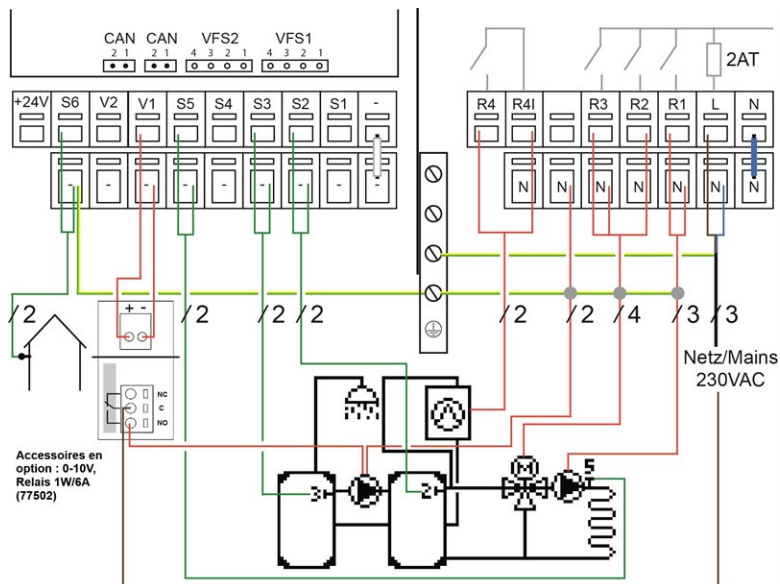 CAN CAN VFS2 VFS1
2 1 2 1 4 3 2 1 4 3 2 1
2AT
+24V S6 V2 V1 S5 S4 S3 S2 S1 -
R4 R4I R3 R2 R1 L N
- - - - - - - - -
N N N N N N N
+ -
/2 /2 /2 /2 /2 /2 /4 /3 /3
Netz/Mains
230VAC
NC
C
NO
Accessoires en
option : 0-10V,
Relais 1W/6A
(77502)
M
S
3
2